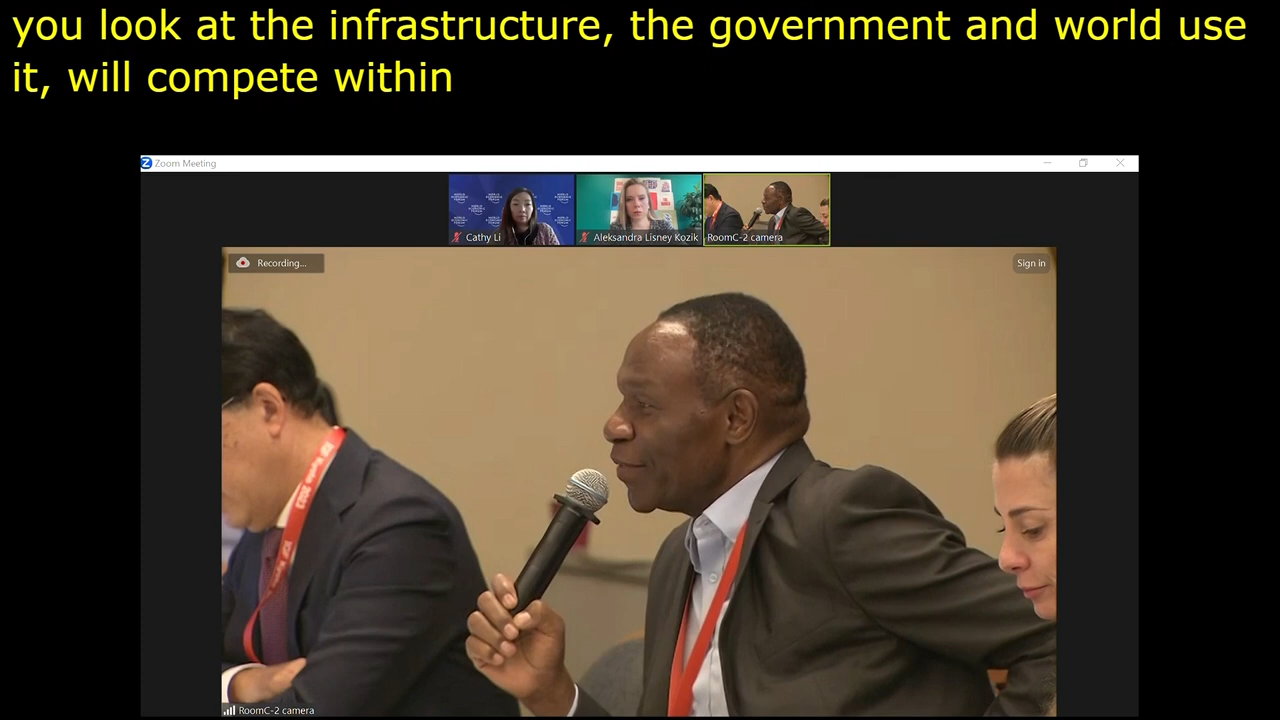 you look at the infrastructure, the government and world use
it, will compete within
Zoom Meeting
Cathy Li
Aleksandra Lisney Kozik
RoomC-2 camera
Recording...
Sign in
RoomC-2 camera